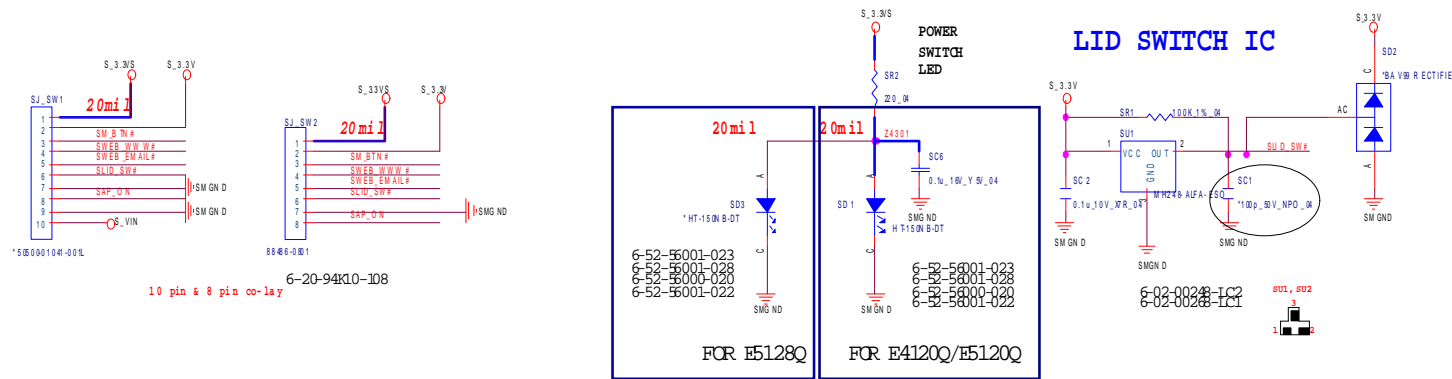 S_3.3VS
S_3.3V
SJ_SW1
20mil
1
2
3
4
5
6
7
8
9
10
SM_BTN#
SWEB_WWW#
SWEB_EMAIL#
SLID_SW#
SAP_ON
SMGND
SMGND
S_VIN
*50500-01041-001L
10 pin & 8 pin co-lay
S_3.3VS
S_3.3V
SJ_SW2
20mil
1
2
3
4
5
6
7
8
SM_BTN#
SWEB_WWW#
SWEB_EMAIL#
SLID_SW#
SAP_ON
SMGND
88486-0801
6-20-94K10-108
S_3.3VS
POWER
SWITCH
LED
SR2
220_04
20mil
20mil
Z4301
SC6
0.1u_16V_Y5V_04
SMGND
A
SD3
*HT-150NB-DT
C
SMGND
A
SD1
HT-150NB-DT
C
SMGND
6-52-56001-023
6-52-56001-028
6-52-56000-020
6-52-56001-022
6-52-56001-023
6-52-56001-028
6-52-56000-020
6-52-56001-022
FOR E5128Q
FOR E4120Q/E5120Q
LID SWITCH IC
S_3.3V
SR1
100K_1%_04
SU1
1
VCC
OUT
2
GND
3
MH248-ALFA-ESO
SC2
0.1u_10V_X7R_04
SMGND
SMGND
SLID_SW#
SC1
*100p_50V_NPO_04
SMGND
S_3.3V
SD2
C
*BAV99 RECTIFIE
AC
A
SMGND
6-02-00248-LC2
6-02-00268-LC1
SU1,SU2
3
1
2